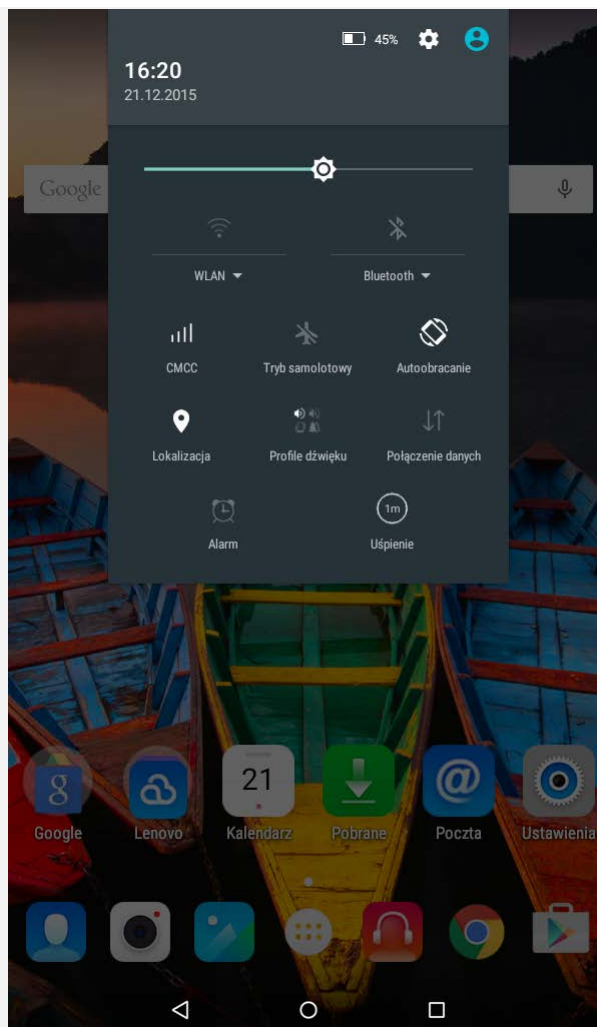 45%
16:20
21.12.2015
Google
WLAN
Bluetooth
CMCC
Tryb samolotowy
Autoobracanie
Lokalizacja
Profile dźwięku
Połączenie danych
1m
Alarm
Uśpienie
21
g
@
Google
Lenovo
Kalendarz
Pobrane
Poczta
Ustawienia